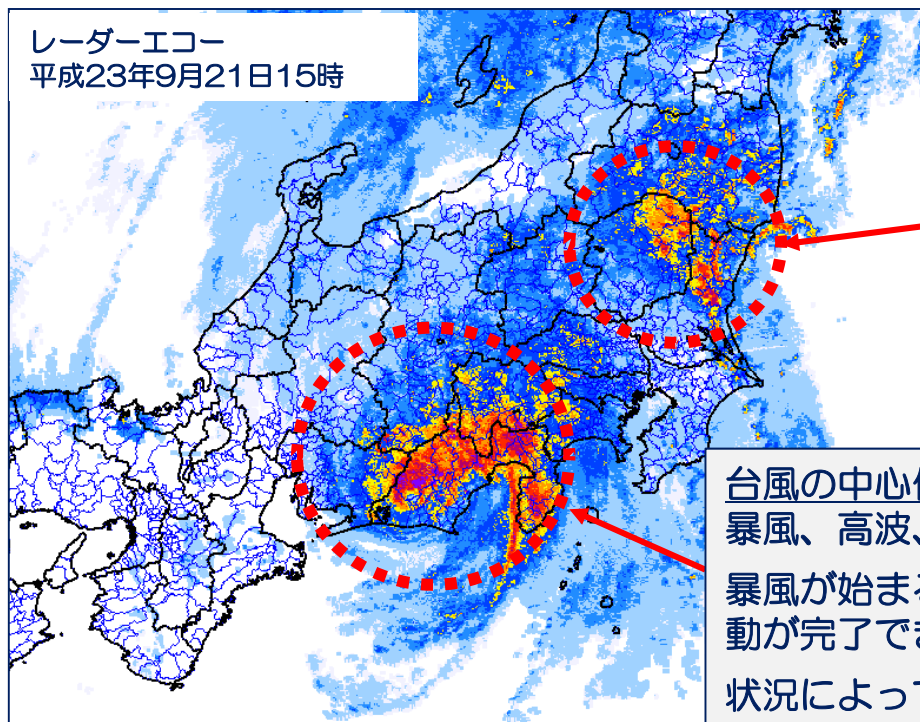 レーダーエコー
平成23年9月21日15時
台風の中心
暴風、高波、
暴風が始ま
動が完了でき
状況によって